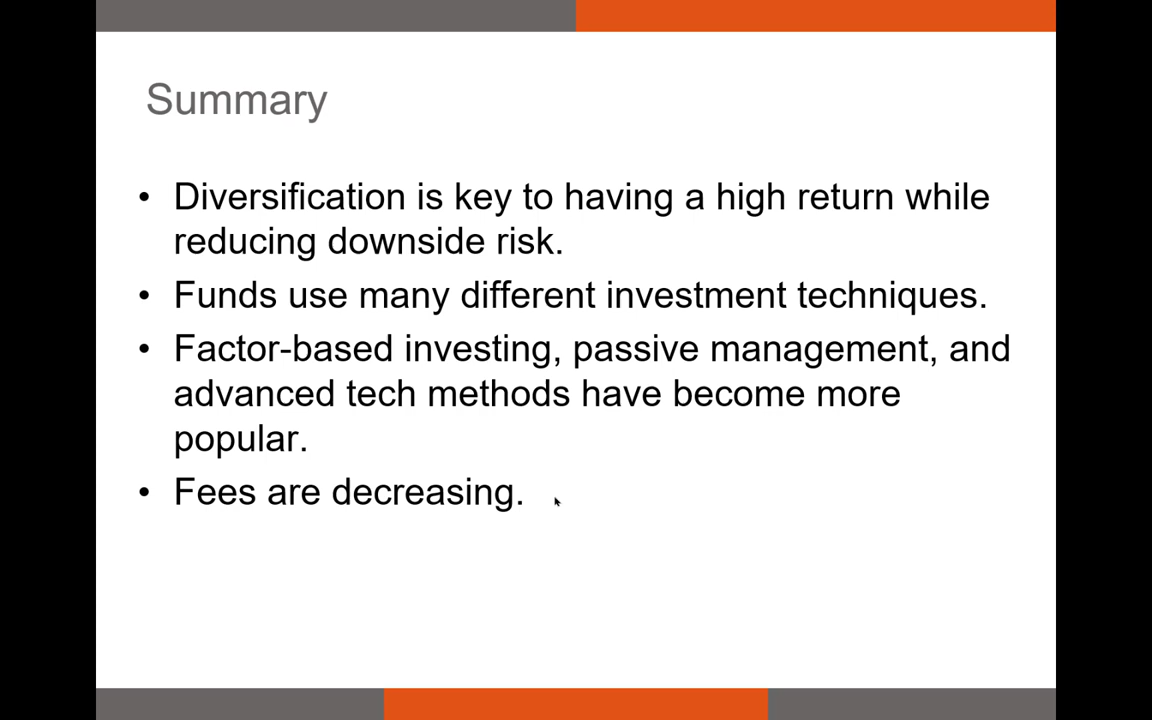 Summary
• Diversification is key to having a high return while
reducing downside risk.
• Funds use many different investment techniques.
• Factor-based investing, passive management, and
advanced tech methods have become more
popular.
• Fees are decreasing.